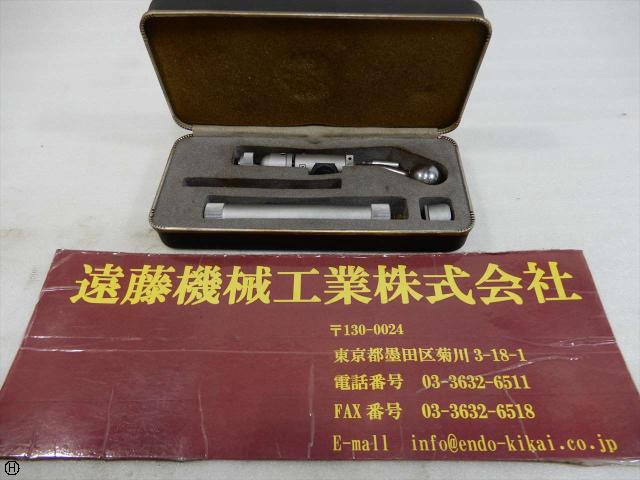 遠藤機械工業株式会社
〒130-0024
東京都墨田区菊川 3-18-1
電話番号 03-3632-6511
FAX 番号 03-3632-6518
E-mail info@endo-kikai.co.jp
H